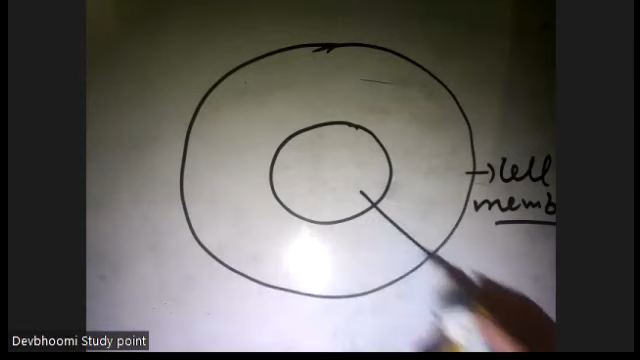 → Cell
memb
Devbhoomi Study point